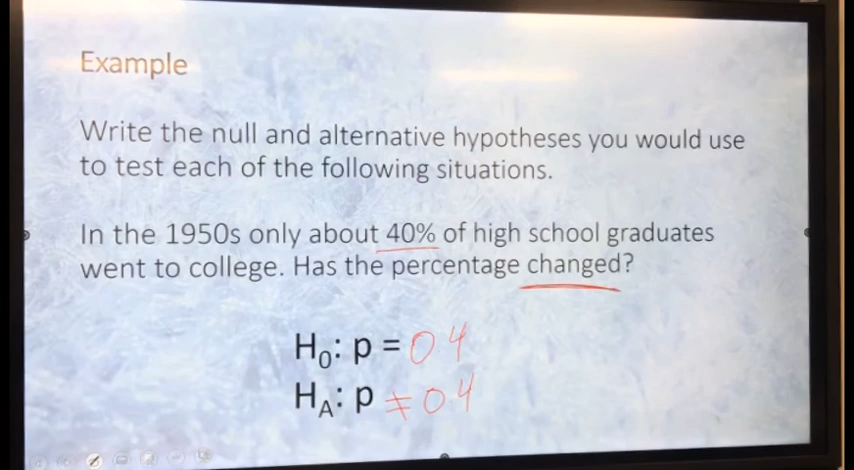 Example
Write the null and alternative hypotheses you would use
to test each of the following situations.
In the 1950s only about 40% of high school graduates
went to college. Has the percentage changed?
H₀: p = 0.4
H_A: p ≠ 0.4